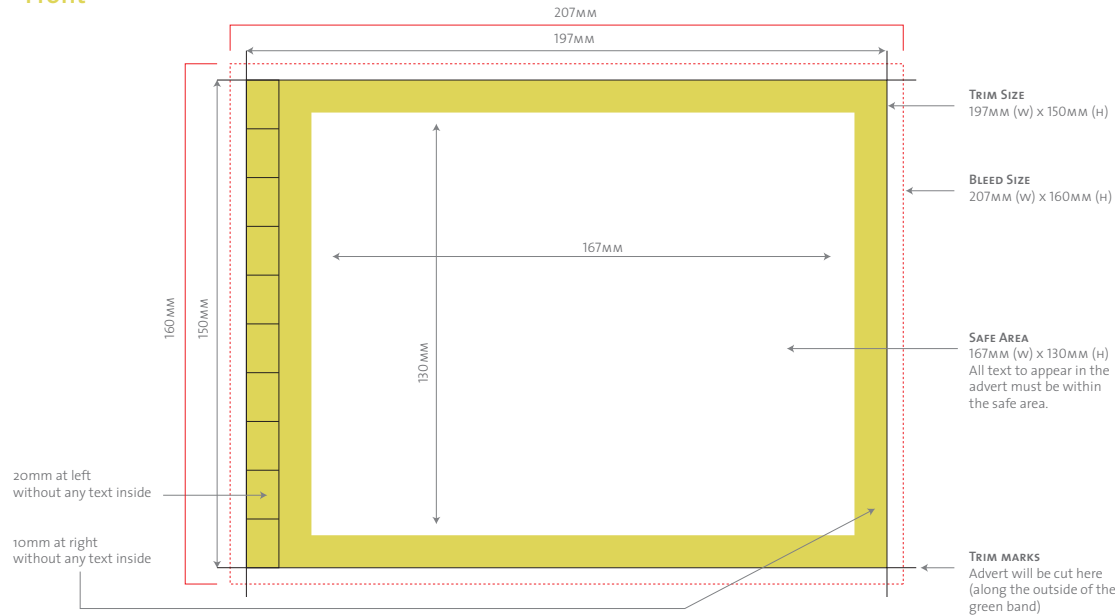 Front
207MM
197MM
TRIM SIZE
197MM (W) X 150MM (H)
BLEED SIZE
207MM (W) X 160MM (H)
167MM
160MM
150MM
130MM
SAFE AREA
167MM (W) X 130MM (H)
All text to appear in the
advert must be within
the safe area.
20mm at left
without any text inside
10mm at right
without any text inside
TRIM MARKS
Advert will be cut here
(along the outside of the
green band)